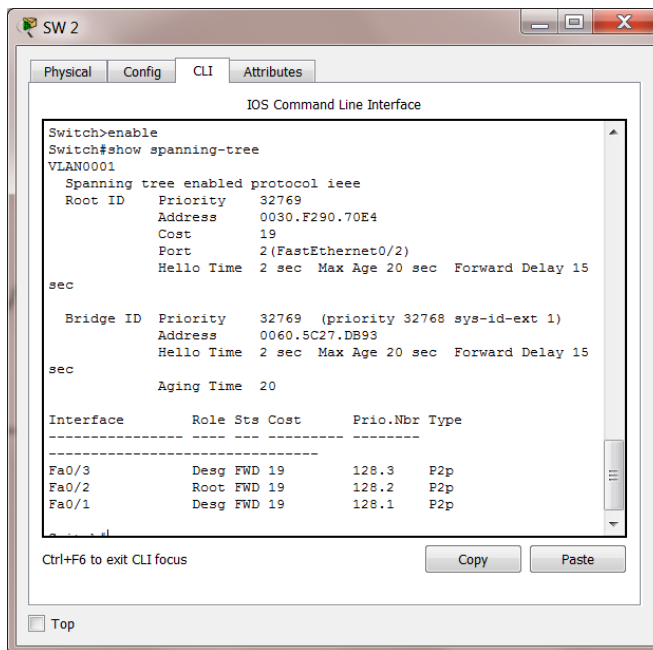 SW 2
Physical Config CLI Attributes
IOS Command Line Interface
Switch>enable
Switch#show spanning-tree
VLAN0001
  Spanning tree enabled protocol ieee
  Root ID    Priority    32769
             Address     0030.F290.70E4
             Cost        19
             Port        2(FastEthernet0/2)
             Hello Time  2 sec  Max Age 20 sec  Forward Delay 15
sec

  Bridge ID  Priority    32769  (priority 32768 sys-id-ext 1)
             Address     0060.5C27.DB93
             Hello Time  2 sec  Max Age 20 sec  Forward Delay 15
sec
             Aging Time  20

Interface        Role Sts Cost      Prio.Nbr Type
---------------- ---- --- --------- --------
--------------------------------
Fa0/3            Desg FWD 19        128.3    P2p
Fa0/2            Root FWD 19        128.2    P2p
Fa0/1            Desg FWD 19        128.1    P2p
Ctrl+F6 to exit CLI focus
Copy Paste
Top